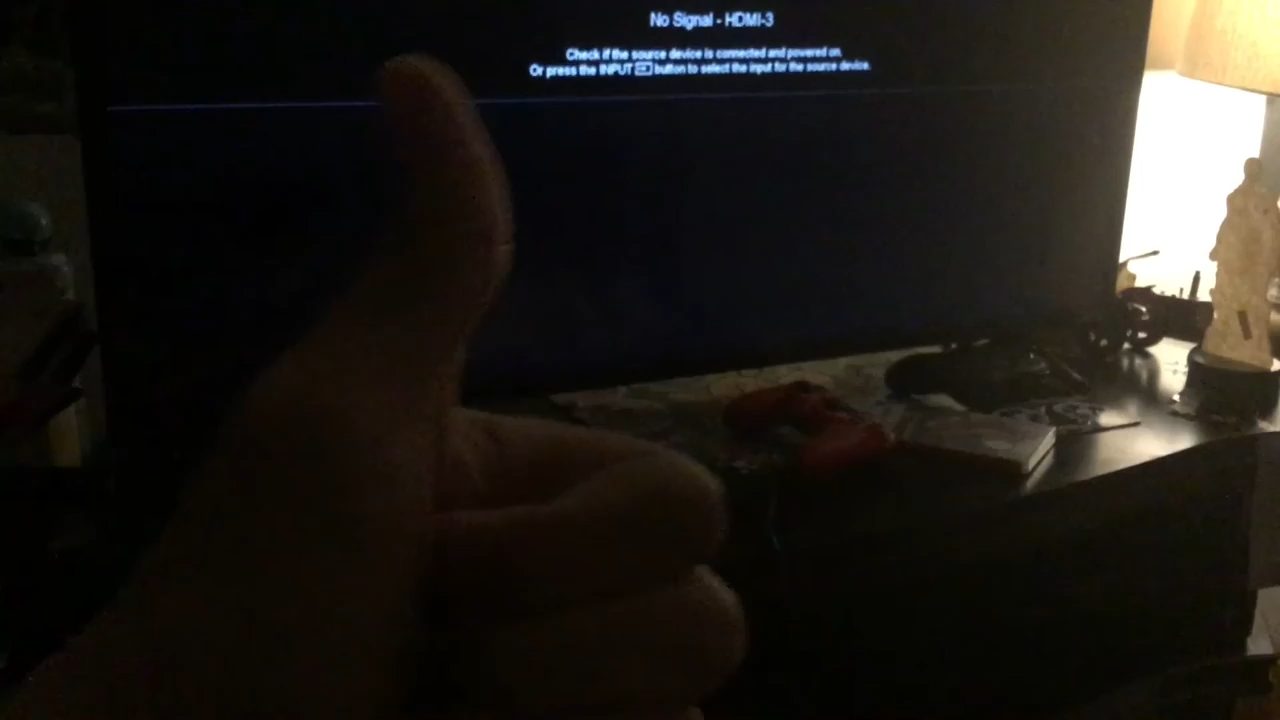 No Signal - HDMI-3
Check if the source device is connected and powered on.
Or press the INPUT button to select the input for the source device.